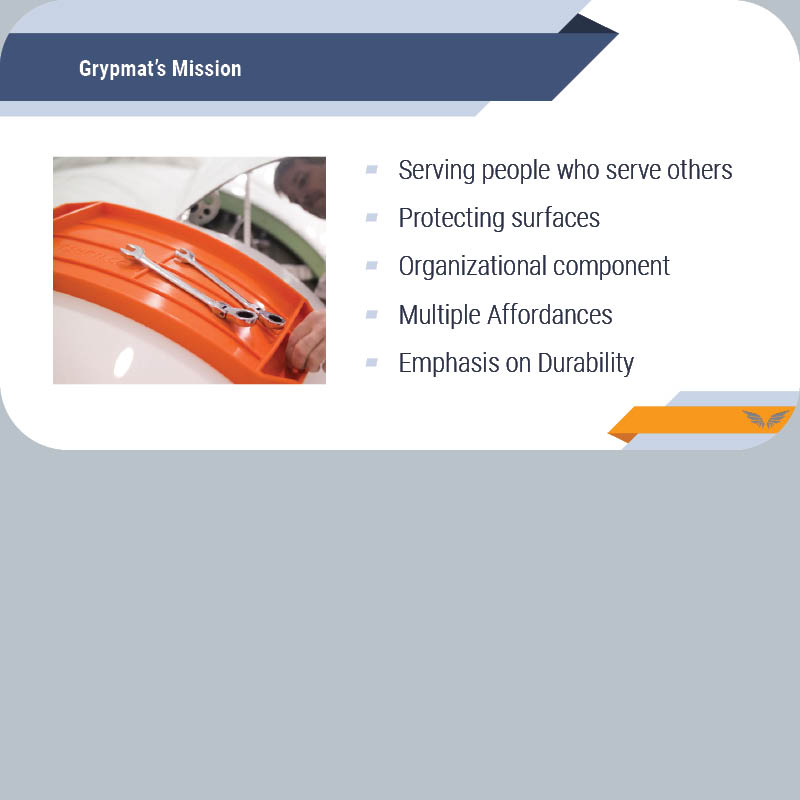 Grypmat’s Mission
Serving people who serve others
Protecting surfaces
Organizational component
Multiple Affordances
Emphasis on Durability